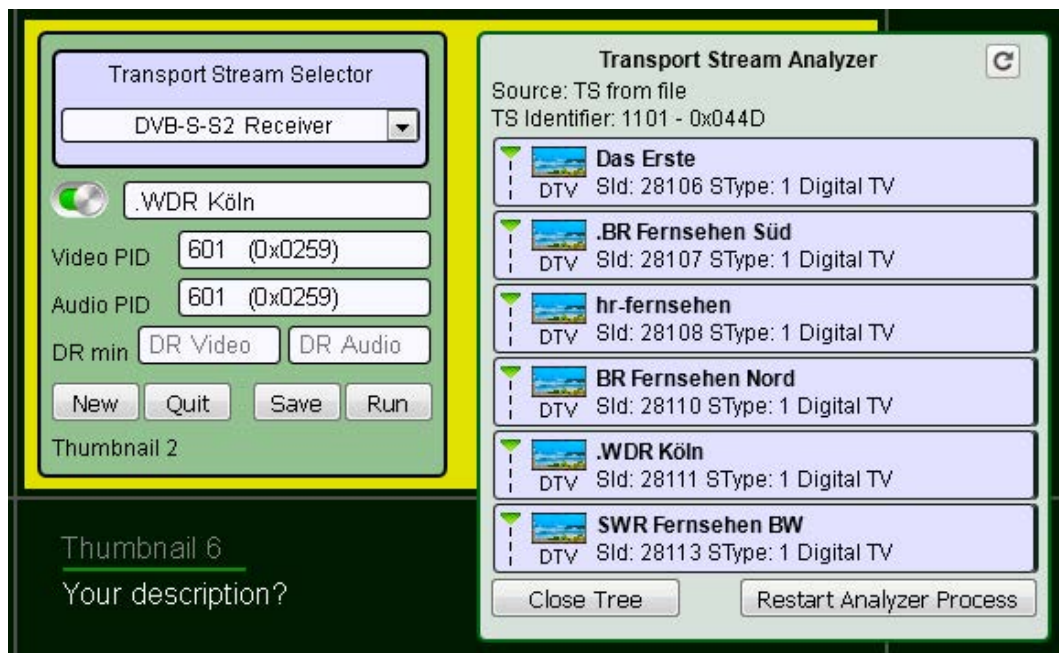 Transport Stream Selector
DVB-S-S2 Receiver
.WDR Köln
Video PID 601 (0x0259)
Audio PID 601 (0x0259)
DR min DR Video DR Audio
New Quit Save Run
Thumbnail 2
Thumbnail 6
Your description?
Transport Stream Analyzer
Source: TS from file
TS Identifier: 1101 - 0x044D
Das Erste
DTV SId: 28106 SType: 1 Digital TV
.BR Fernsehen Süd
DTV SId: 28107 SType: 1 Digital TV
hr-fernsehen
DTV SId: 28108 SType: 1 Digital TV
BR Fernsehen Nord
DTV SId: 28110 SType: 1 Digital TV
.WDR Köln
DTV SId: 28111 SType: 1 Digital TV
SWR Fernsehen BW
DTV SId: 28113 SType: 1 Digital TV
Close Tree Restart Analyzer Process